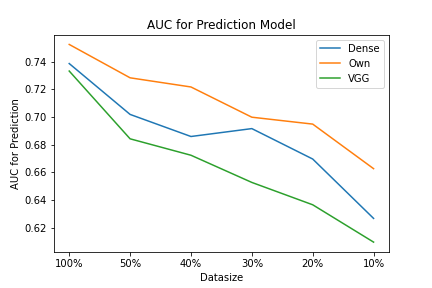 AUC for Prediction Model
Dense
Own
VGG
AUC for Prediction
0.74
0.72
0.70
0.68
0.66
0.64
0.62
100% 50% 40% 30% 20% 10%
Datasize